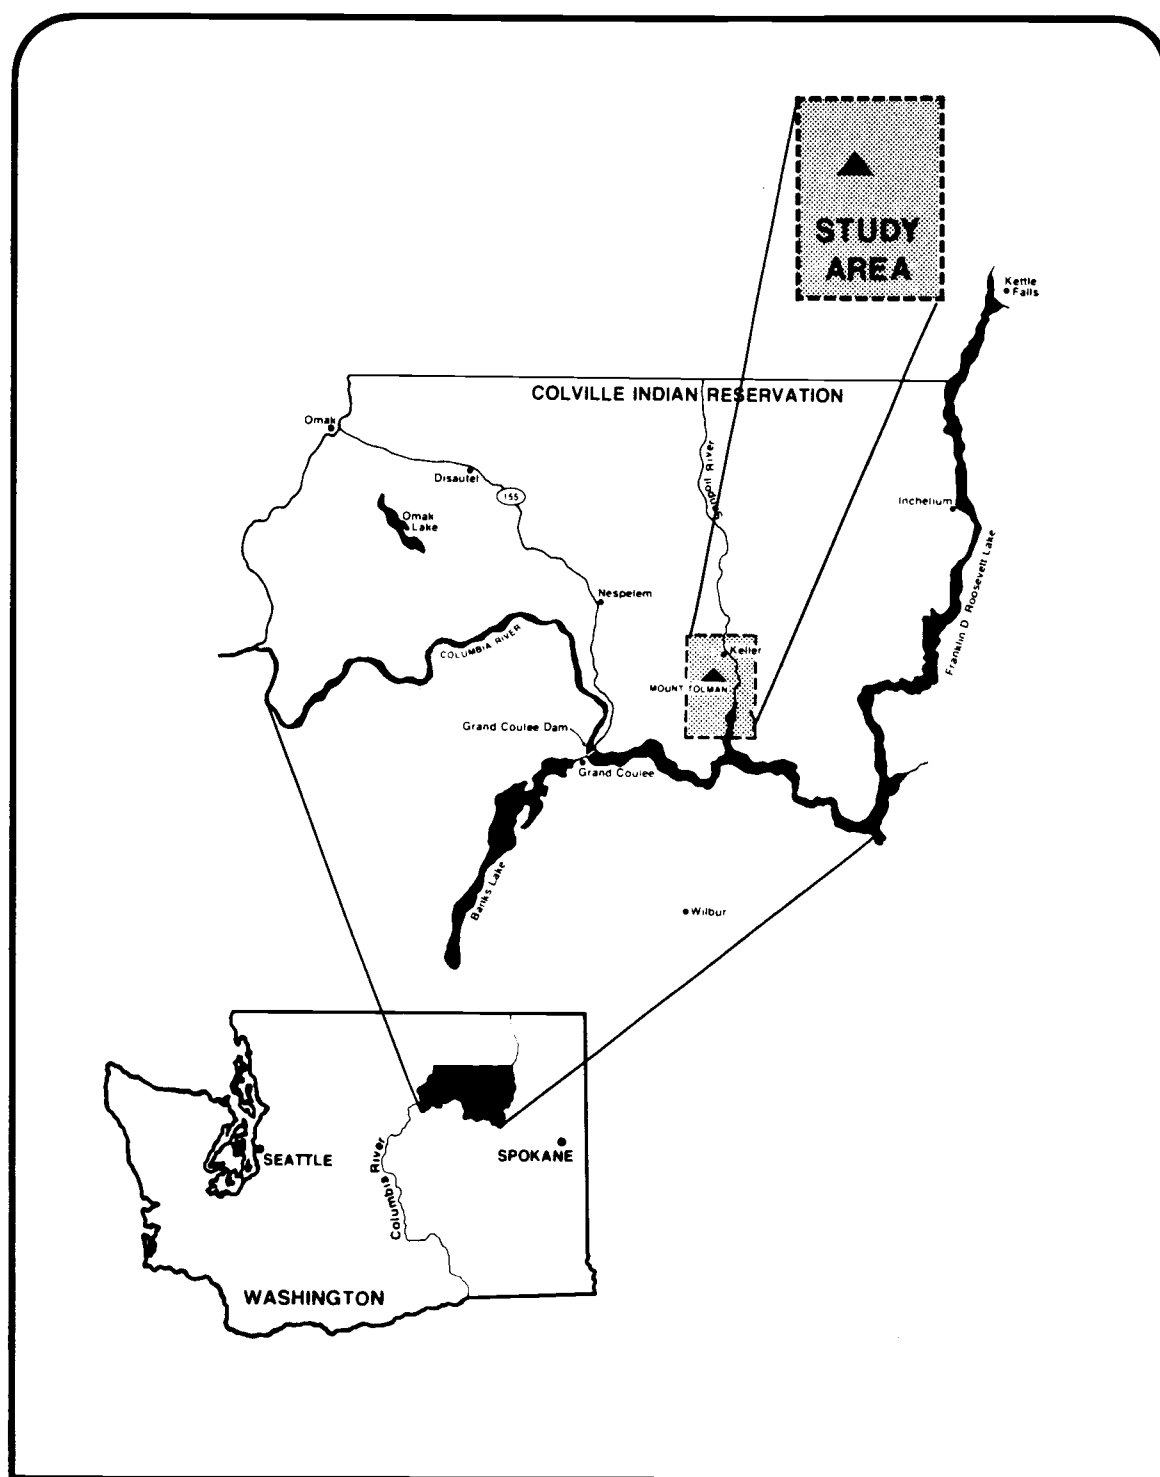 STUDY
AREA
Kettle
Falls
COLVILLE INDIAN RESERVATION
Omak
Disautel
155
Omak
Lake
Sanpoil River
Inchelium
Nespelem
COLUMBIA RIVER
Franklin D. Roosevelt Lake
Keller
MOUNT TOLMAN
Grand Coulee Dam
Grand Coulee
Banks Lake
Wilbur
SEATTLE
SPOKANE
Columbia River
WASHINGTON